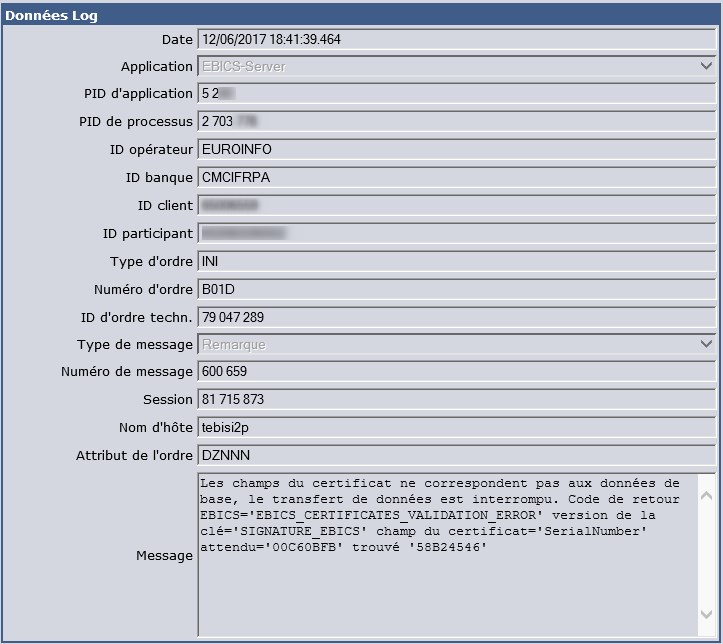 Données Log
Date 12/06/2017 18:41:39.464
Application EBICS-Server
PID d'application 5 2
PID de processus 2 703
ID opérateur EUROINFO
ID banque CMCIFRPA
ID client
ID participant
Type d'ordre INI
Numéro d'ordre B01D
ID d'ordre techn. 79 047 289
Type de message Remarque
Numéro de message 600 659
Session 81 715 873
Nom d'hôte tebisi2p
Attribut de l'ordre DZNNN
Message
Les champs du certificat ne correspondent pas aux données de
base, le transfert de données est interrompu. Code de retour
EBICS='EBICS_CERTIFICATES_VALIDATION_ERROR' version de la
clé='SIGNATURE_EBICS' champ du certificat='SerialNumber'
attendu='00C60BFB' trouvé '58B24546'